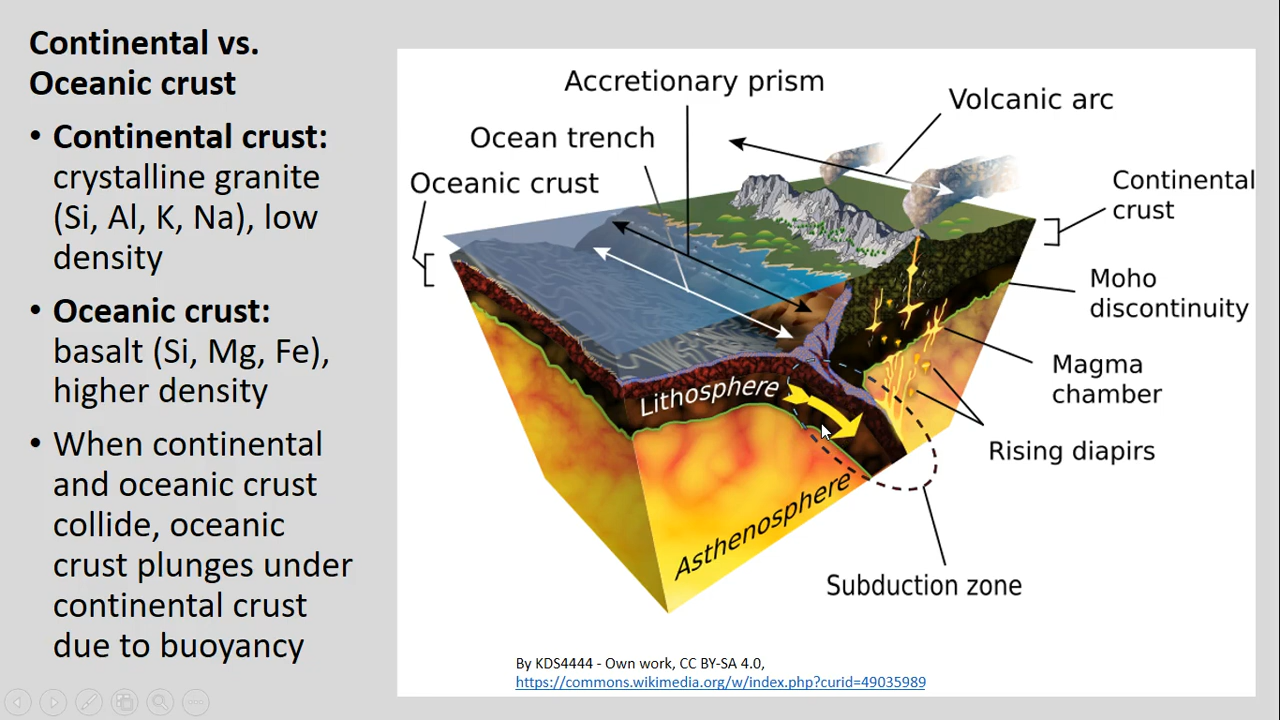 Continental vs.
Oceanic crust
• Continental crust:
crystalline granite
(Si, Al, K, Na), low
density
• Oceanic crust:
basalt (Si, Mg, Fe),
higher density
• When continental
and oceanic crust
collide, oceanic
crust plunges under
continental crust
due to buoyancy
Accretionary prism
Volcanic arc
Ocean trench
Oceanic crust
Continental
crust
Moho
discontinuity
Magma
chamber
Lithosphere
Rising diapirs
Asthenosphere
Subduction zone
By KDS4444 - Own work, CC BY-SA 4.0,
https://commons.wikimedia.org/w/index.php?curid=49035989